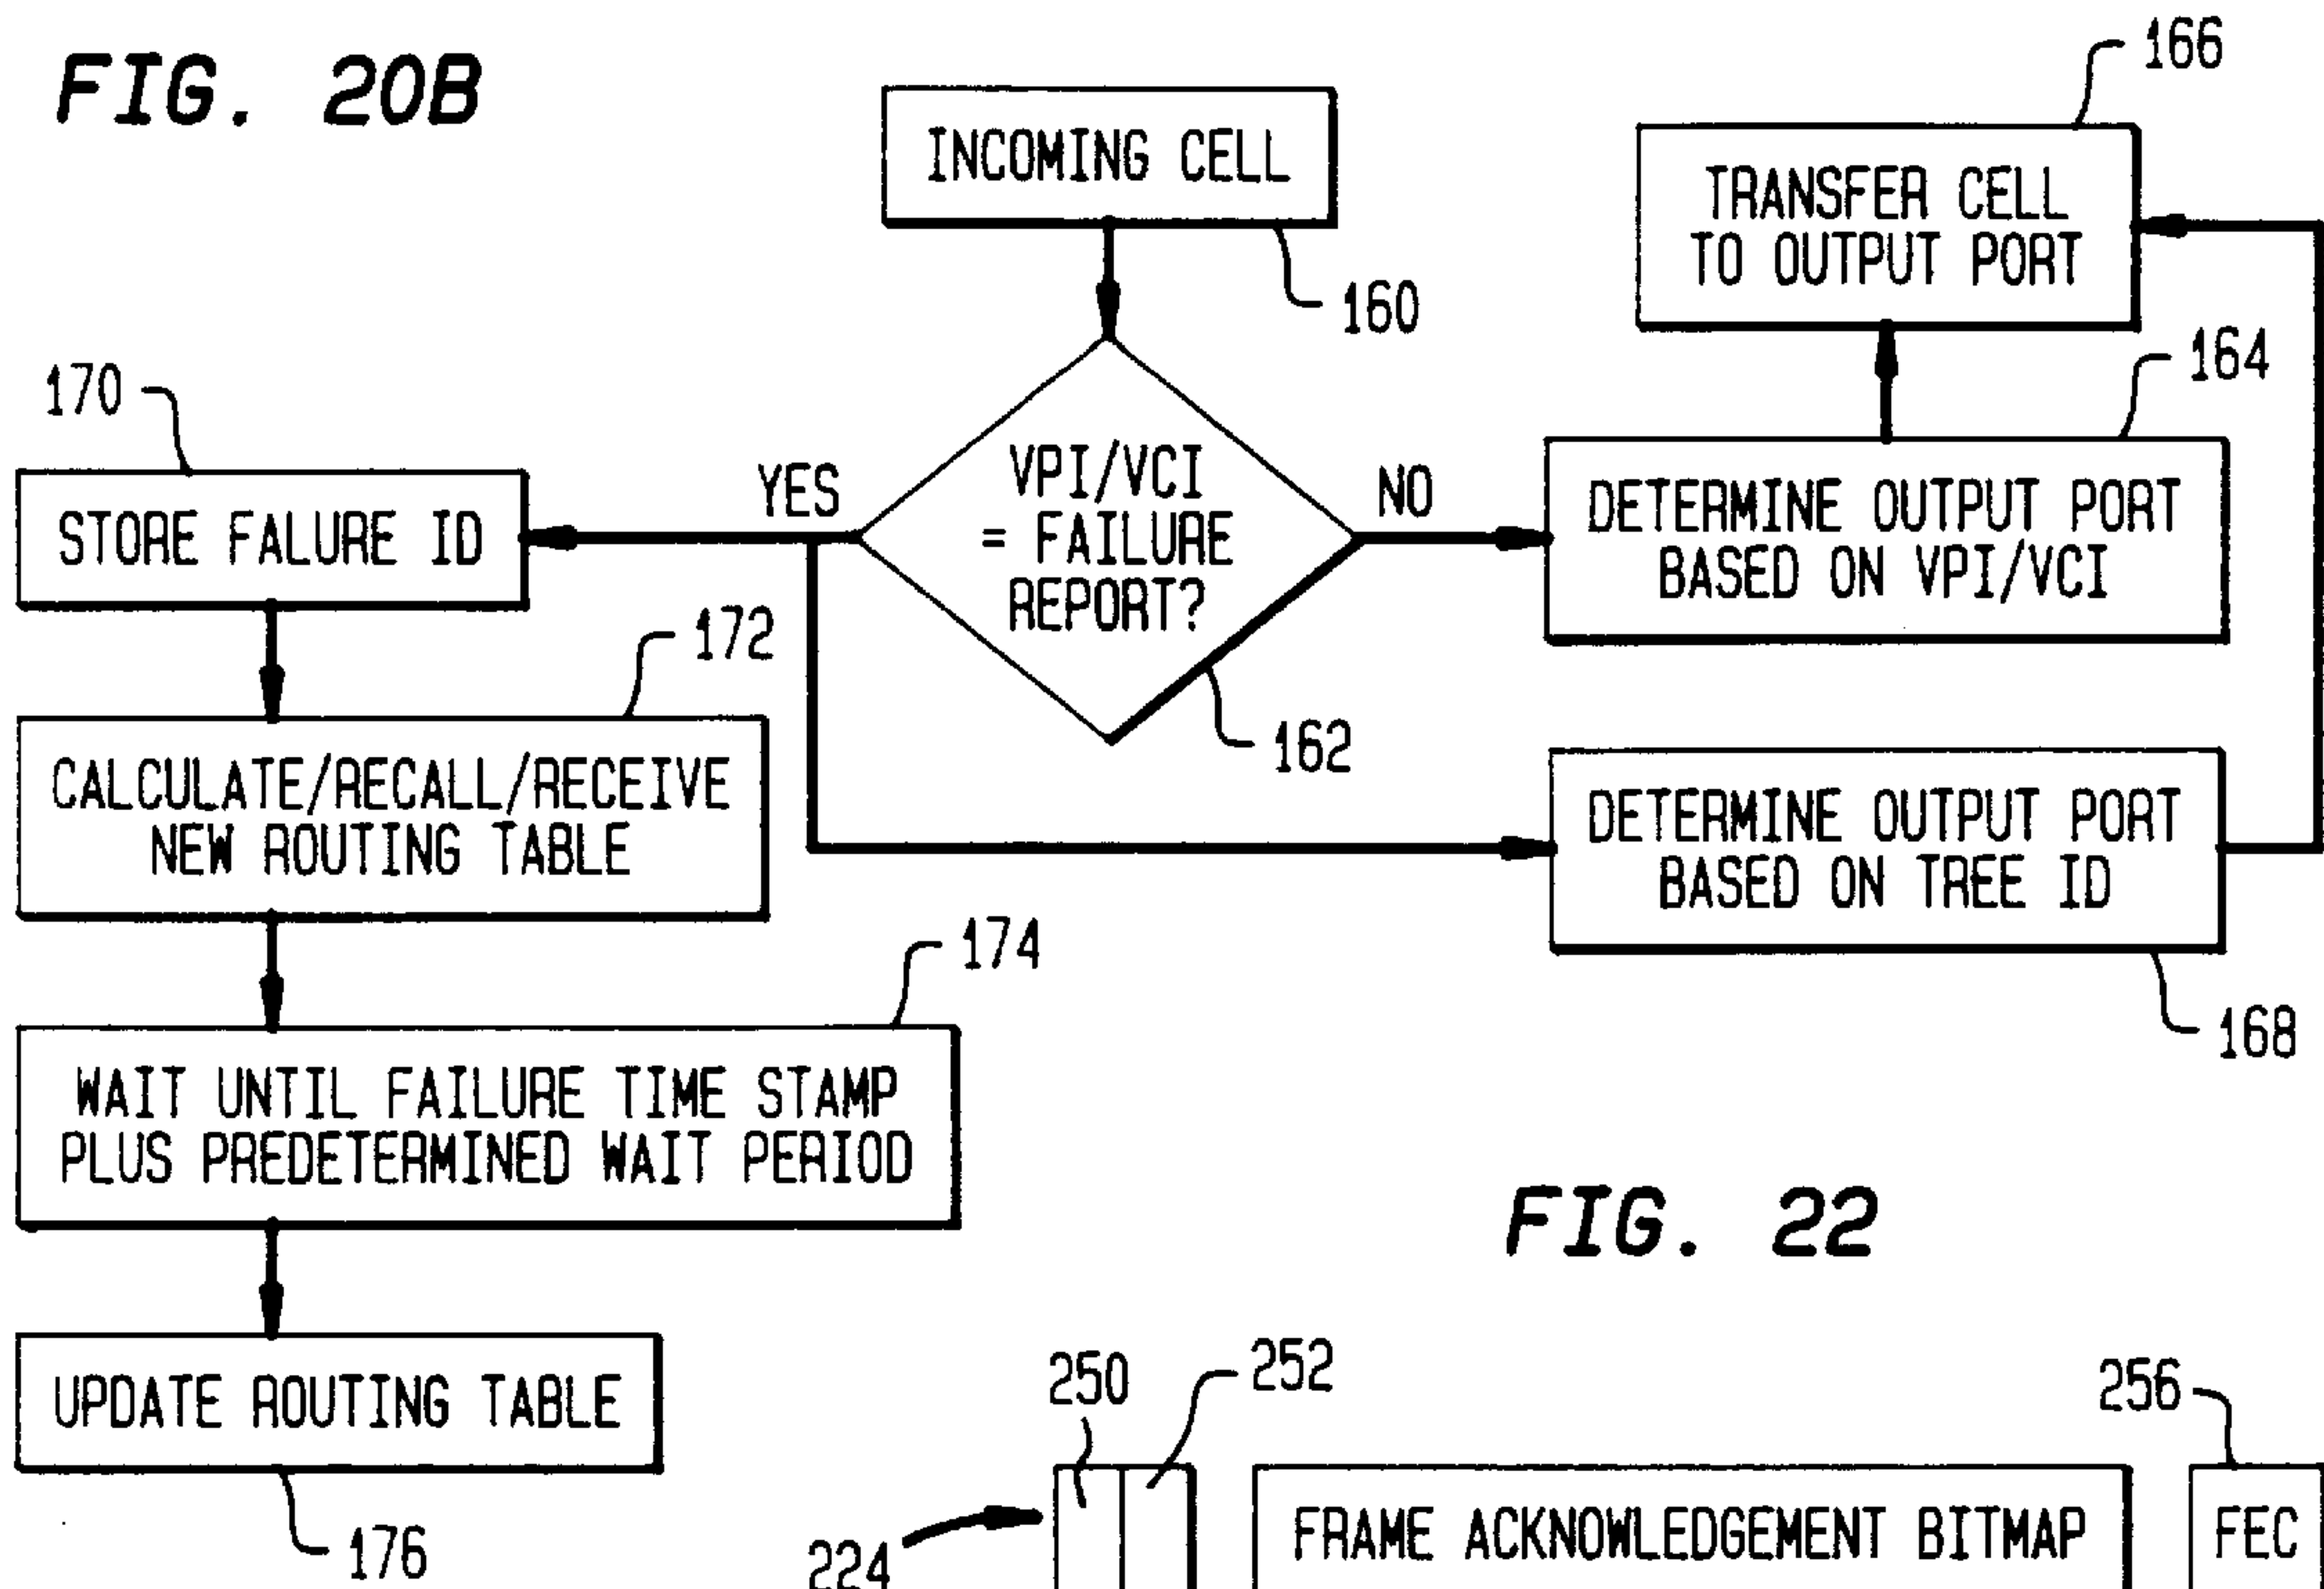 FIG. 20B
INCOMING CELL
160
166
TRANSFER CELL
TO OUTPUT PORT
164
170
STORE FALURE ID
YES
VPI/VCI
= FAILURE
REPORT?
NO
162
DETERMINE OUTPUT PORT
BASED ON VPI/VCI
172
CALCULATE/RECALL/RECEIVE
NEW ROUTING TABLE
DETERMINE OUTPUT PORT
BASED ON TREE ID
168
174
WAIT UNTIL FAILURE TIME STAMP
PLUS PREDETERMINED WAIT PERIOD
UPDATE ROUTING TABLE
176
FIG. 22
250
252
256
224
FRAME ACKNOWLEDGEMENT BITMAP
FEC